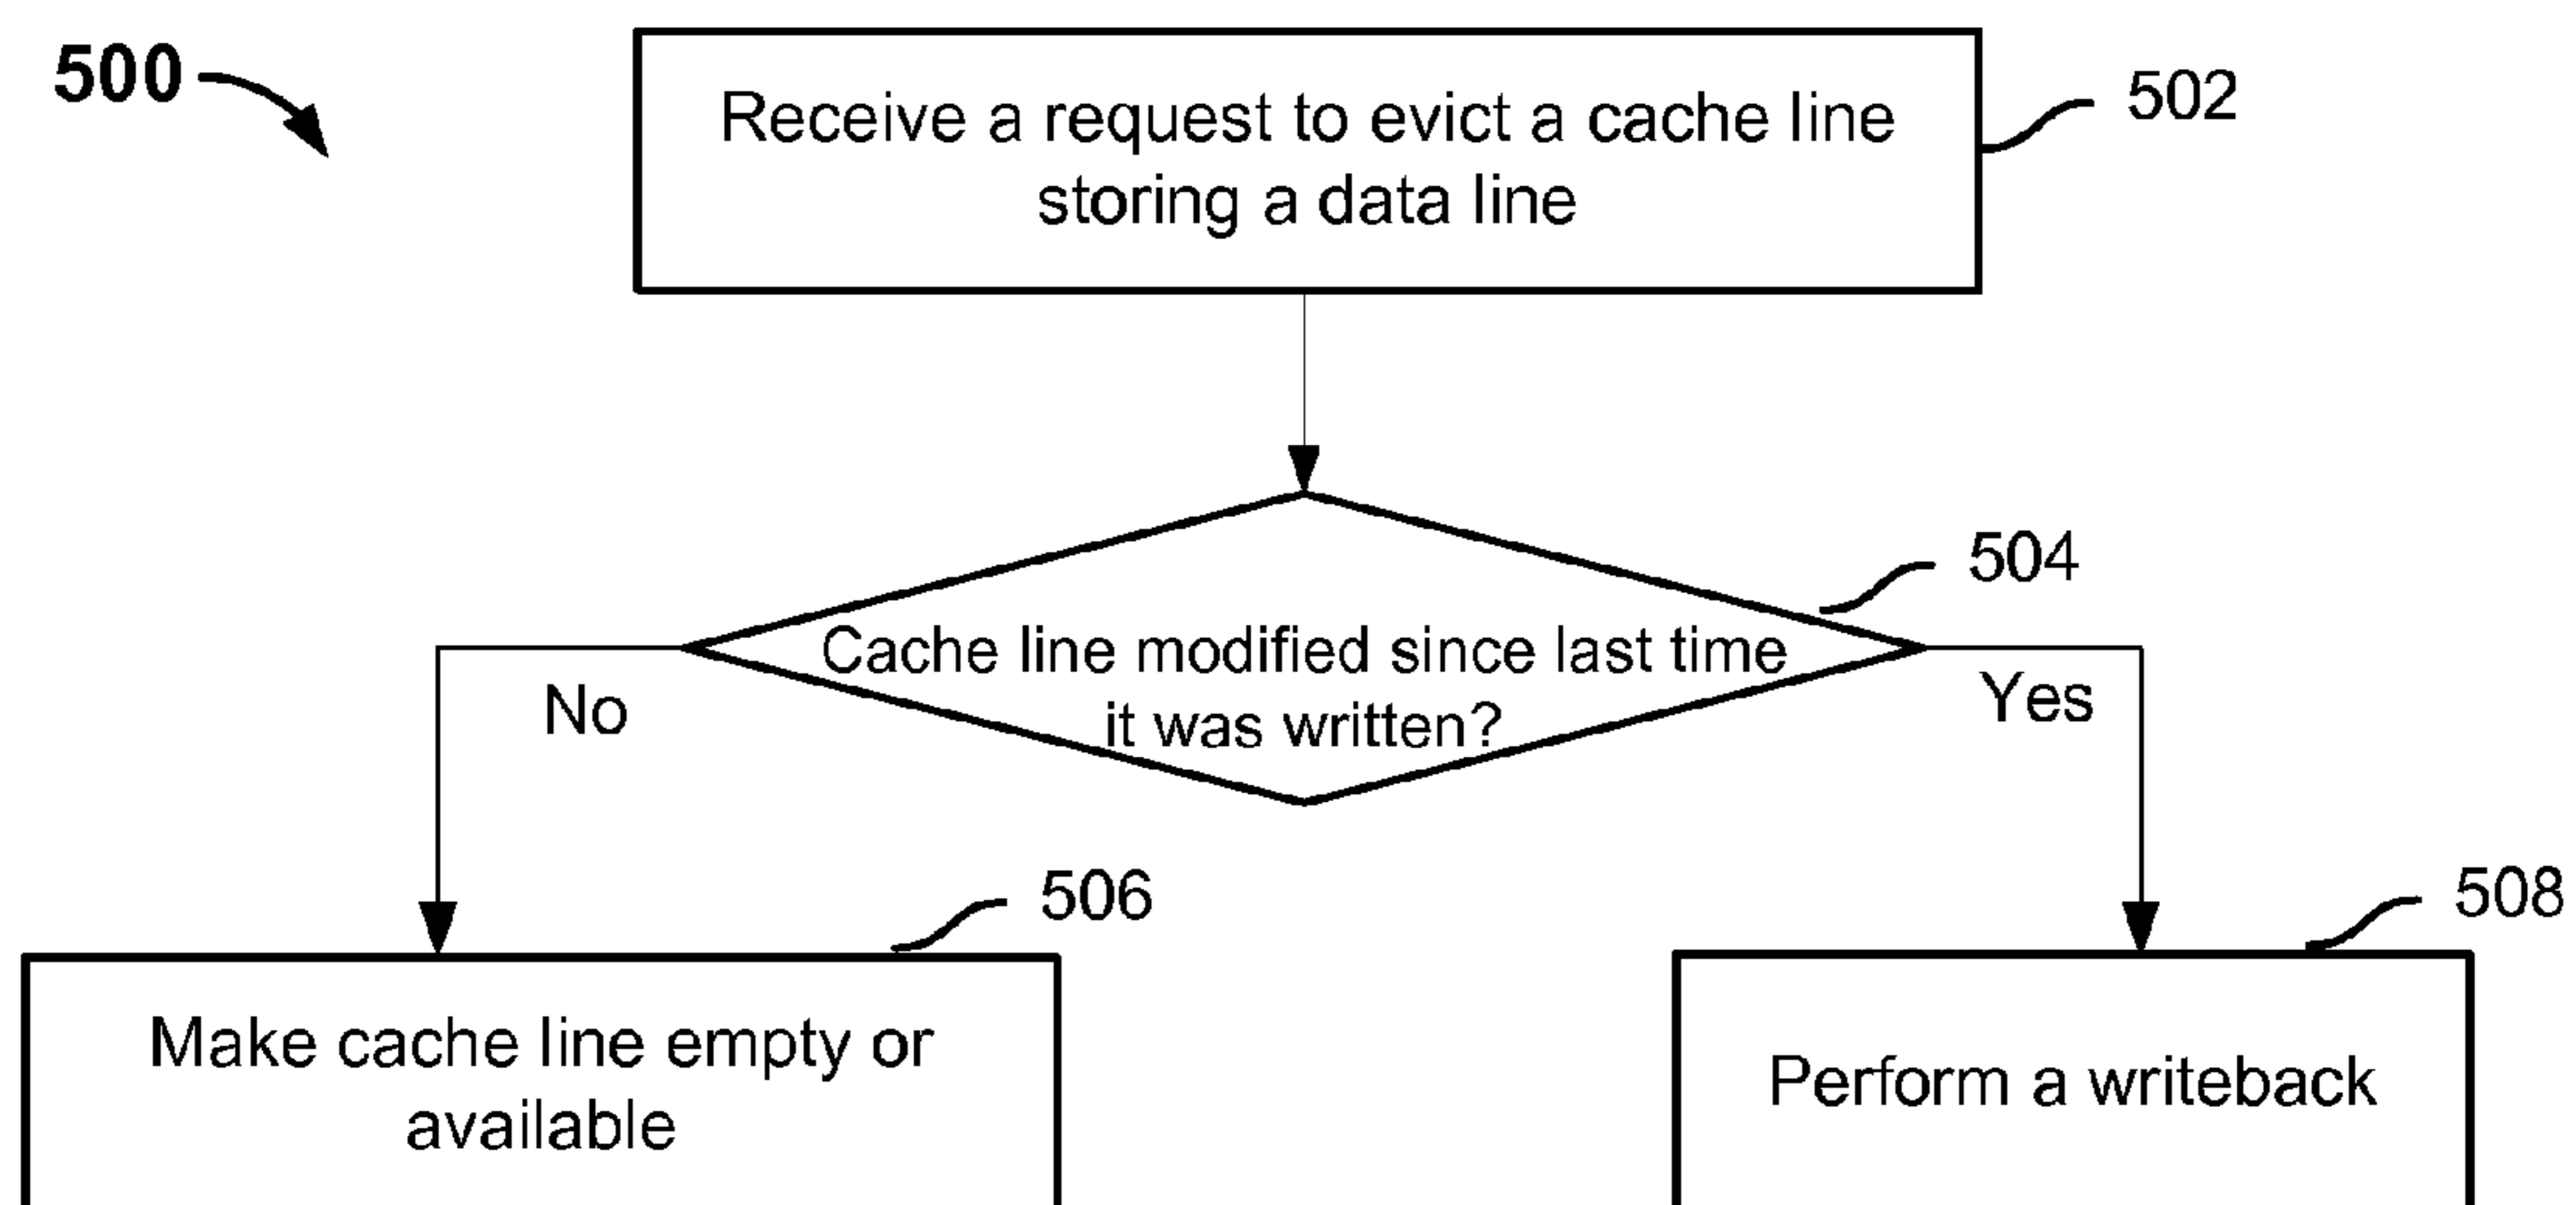 500
Receive a request to evict a cache line
storing a data line
502
504
Cache line modified since last time
it was written?
No
Yes
506
508
Make cache line empty or
available
Perform a writeback